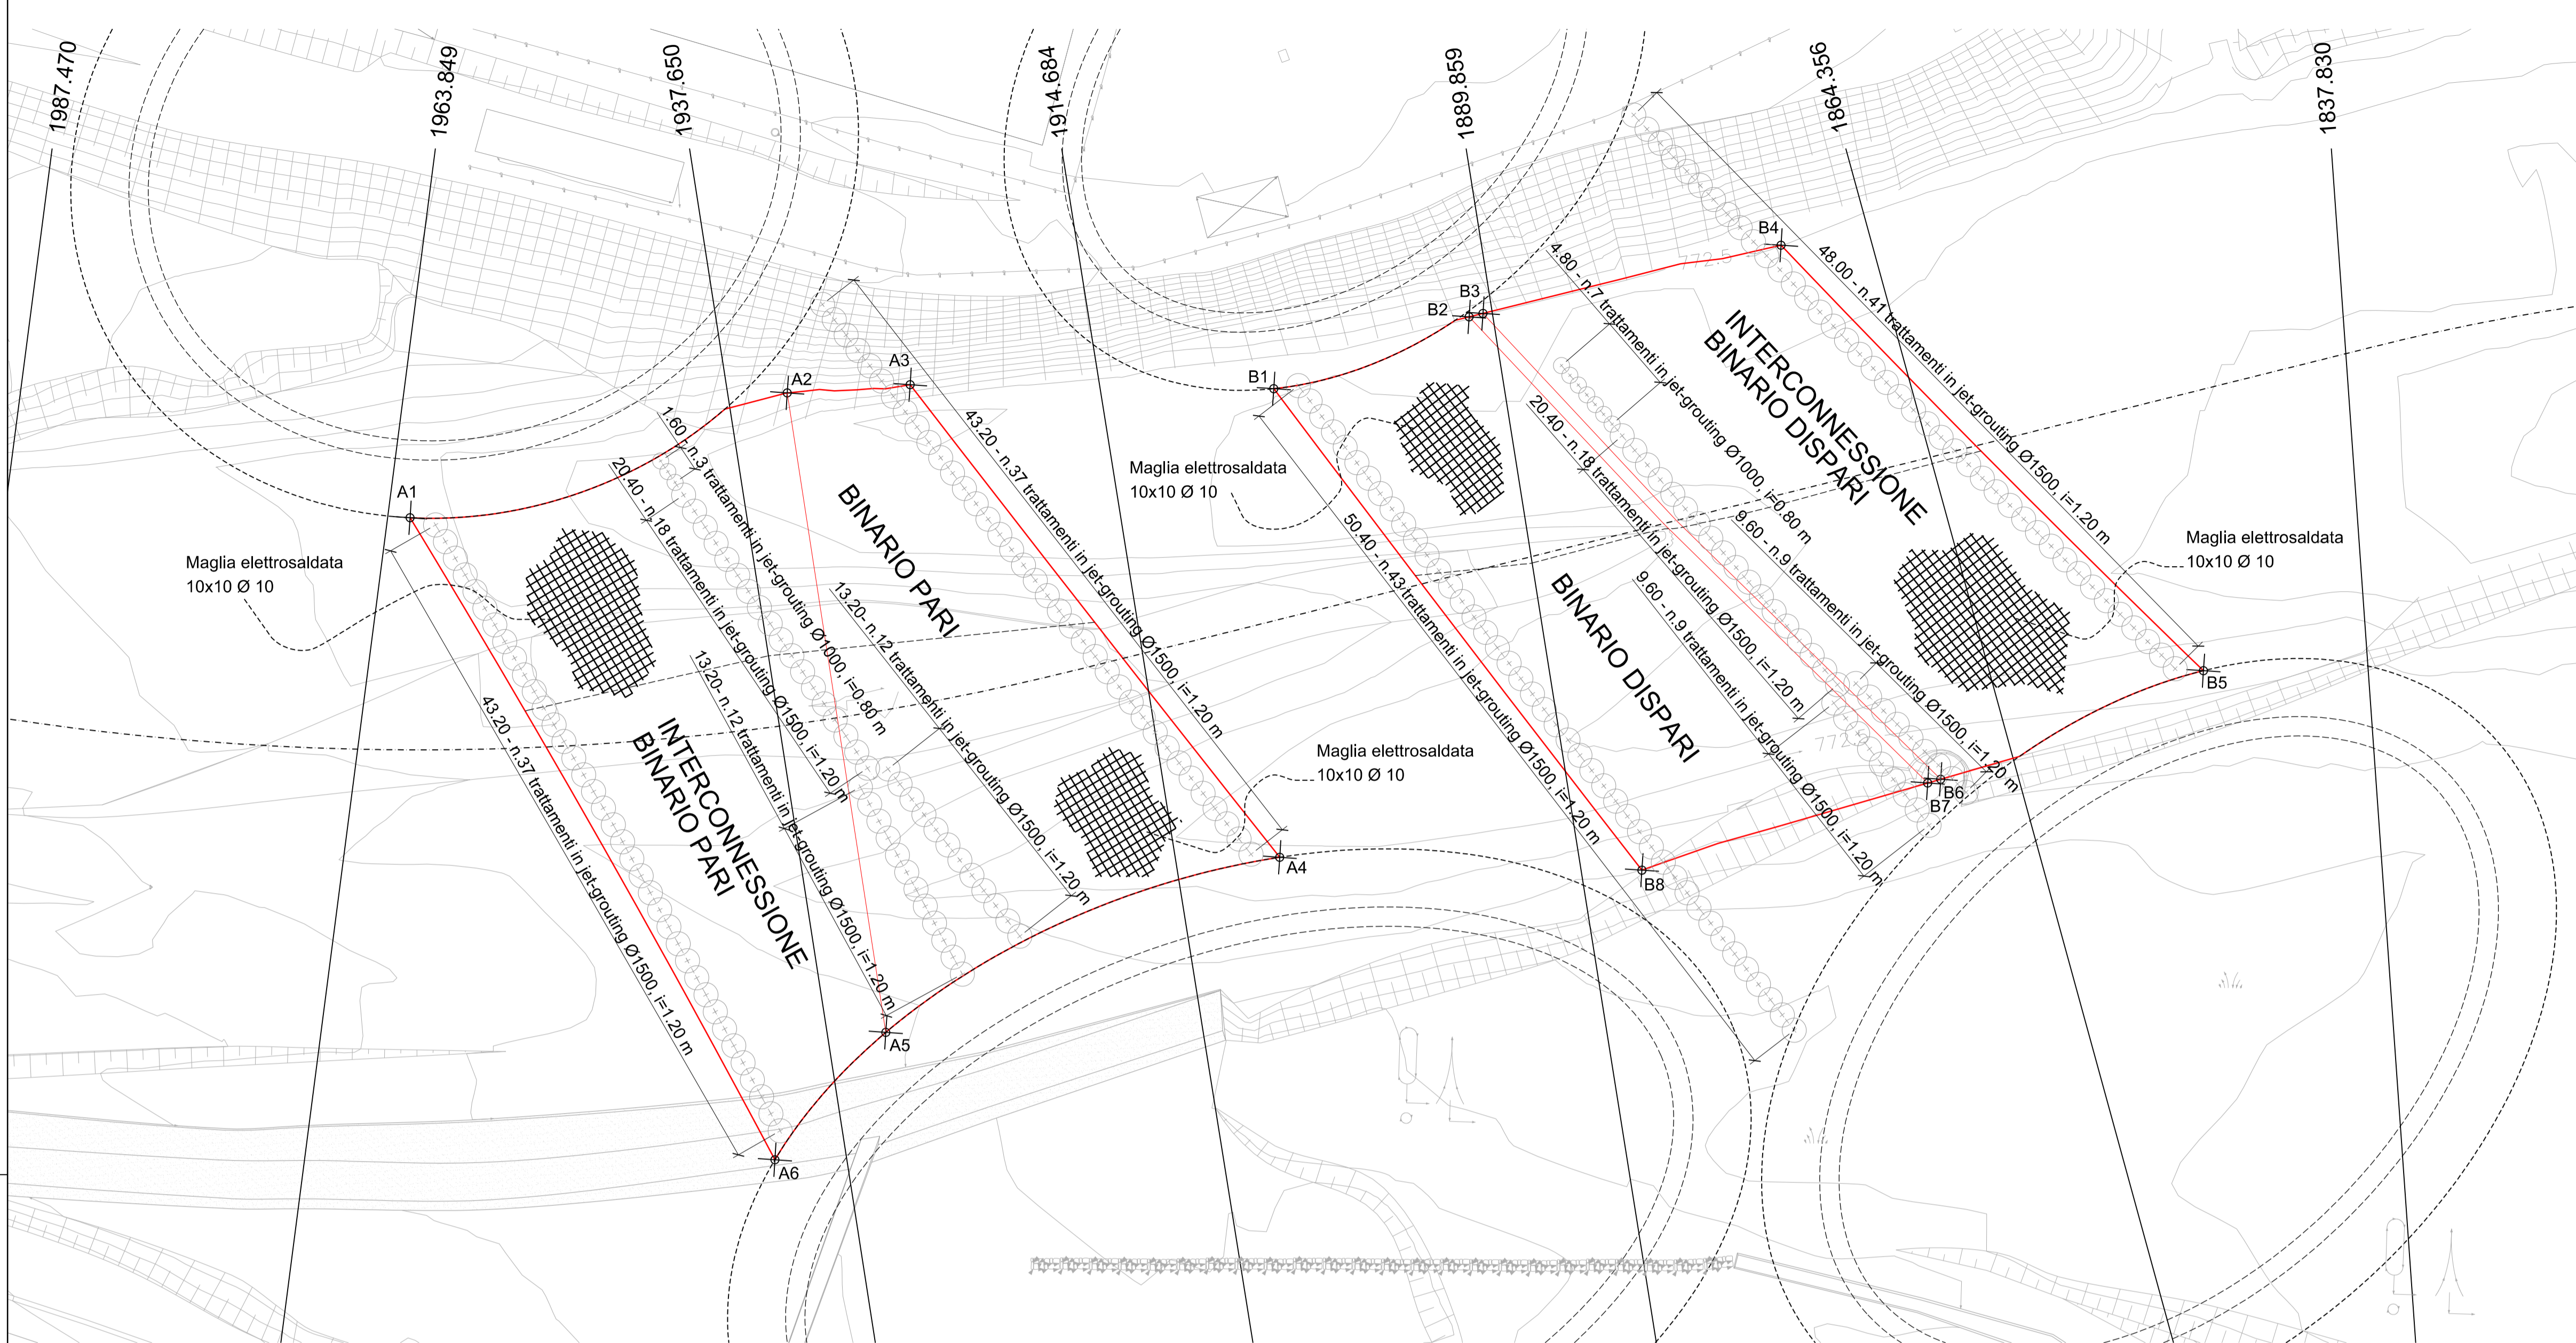 1987.470
1963.849
1937.650
1914.684
1889.859
1864.356
1837.830
A1
A2
A3
A4
A5
A6
B1
B2
B3
B4
B5
B6
B7
B8
1.60 - n.3 trattamenti in jet-grouting Ø1000, i=0.80 m
20.40 - n.18 trattamenti in jet-grouting Ø1500, i=1.20 m
13.20- n.12 trattamenti in jet-grouting Ø1500, i=1.20 m
13.20- n.12 trattamenti in jet-grouting Ø1500, i=1.20 m
43.20 - n.37 trattamenti in jet-grouting Ø1500, i=1.20 m
43.20 - n.37 trattamenti in jet-grouting Ø1500, i=1.20 m
BINARIO PARI
INTERCONNESSIONE
BINARIO PARI
Maglia elettrosaldata
10x10 Ø 10
Maglia elettrosaldata
10x10 Ø 10
Maglia elettrosaldata
10x10 Ø 10
Maglia elettrosaldata
10x10 Ø 10
50.40 - n.43 trattamenti in jet-grouting Ø1500, i=1.20 m
4.80 - n.7 trattamenti in jet-grouting Ø1000, i=0.80 m
20.40 - n.18 trattamenti in jet-grouting Ø1500, i=1.20 m
9.60 - n.9 trattamenti in jet-grouting Ø1500, i=1.20 m
9.60 - n.9 trattamenti in jet-grouting Ø1500, i=1.20 m
48.00 - n.41 trattamenti in jet-grouting Ø1500, i=1.20 m
BINARIO DISPARI
INTERCONNESSIONE
BINARIO DISPARI
772.5